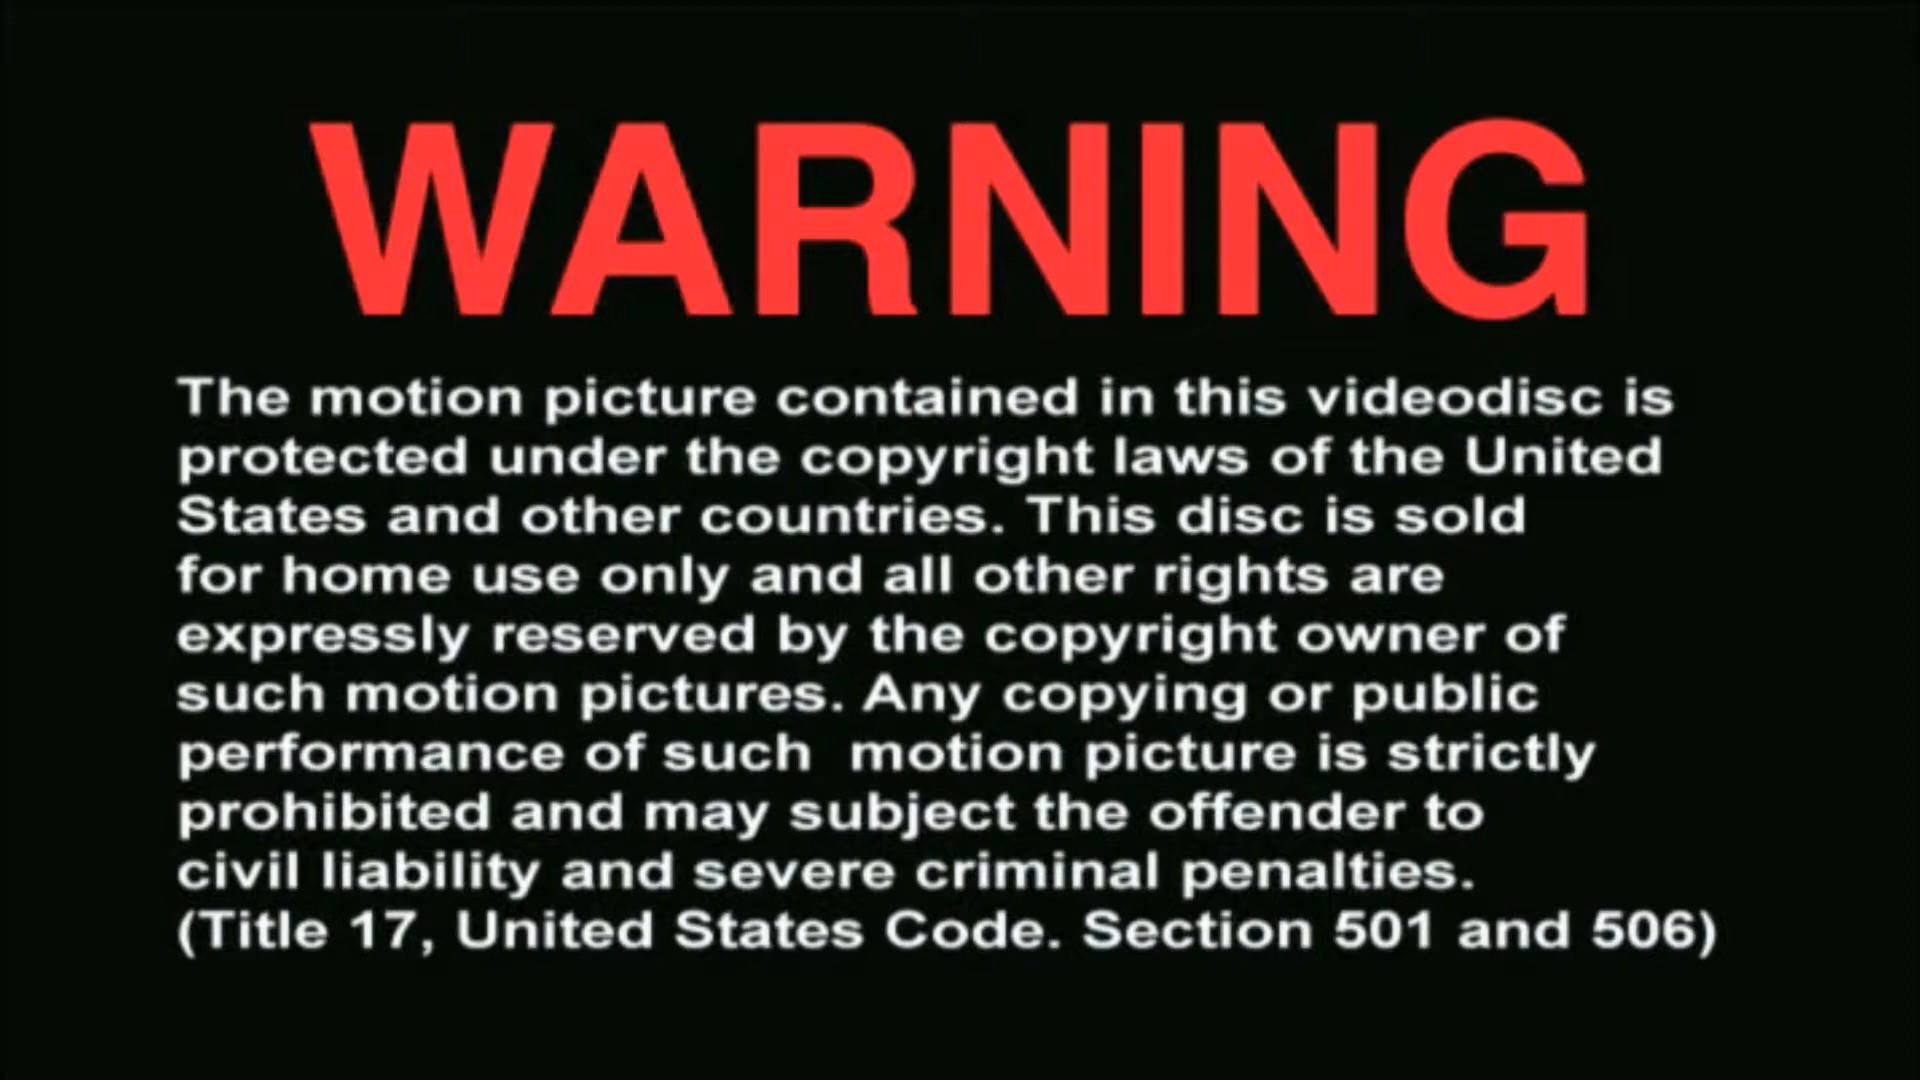 WARNING
The motion picture contained in this videodisc is
protected under the copyright laws of the United
States and other countries. This disc is sold
for home use only and all other rights are
expressly reserved by the copyright owner of
such motion pictures. Any copying or public
performance of such  motion picture is strictly
prohibited and may subject the offender to
civil liability and severe criminal penalties.
(Title 17, United States Code. Section 501 and 506)